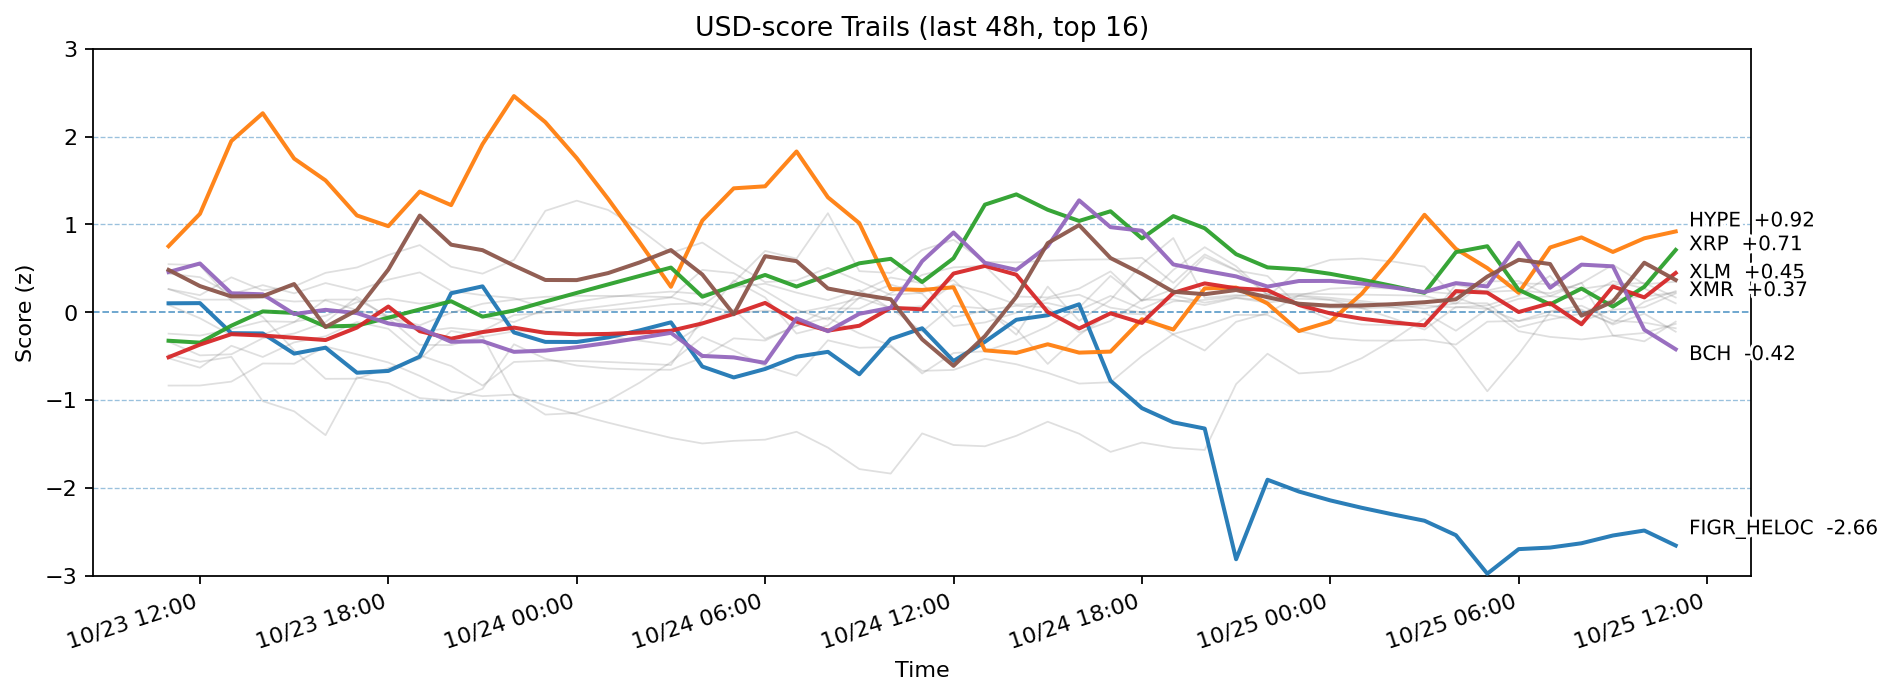 USD-score Trails (last 48h, top 16)
Score (z)
3
2
1
0
−1
−2
−3
HYPE +0.92
XRP +0.71
XLM +0.45
XMR +0.37
BCH -0.42
FIGR_HELOC -2.66
10/23 12:00
10/23 18:00
10/24 00:00
10/24 06:00
10/24 12:00
10/24 18:00
10/25 00:00
10/25 06:00
10/25 12:00
Time